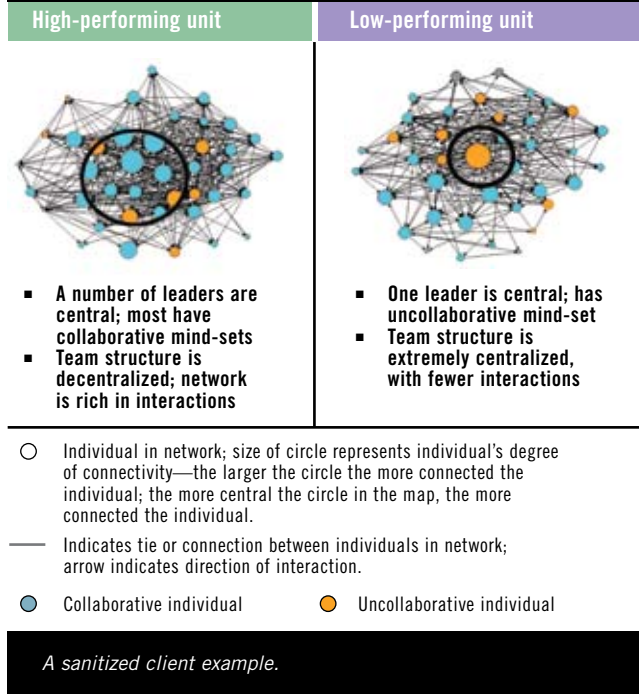 High-performing unit
Low-performing unit
▪ A number of leaders are
central; most have
collaborative mind-sets
▪ Team structure is
decentralized; network
is rich in interactions
▪ One leader is central; has
uncollaborative mind-set
▪ Team structure is
extremely centralized,
with fewer interactions
Individual in network; size of circle represents individual’s degree
of connectivity—the larger the circle the more connected the
individual; the more central the circle in the map, the more
connected the individual.
Indicates tie or connection between individuals in network;
arrow indicates direction of interaction.
Collaborative individual
Uncollaborative individual
A sanitized client example.